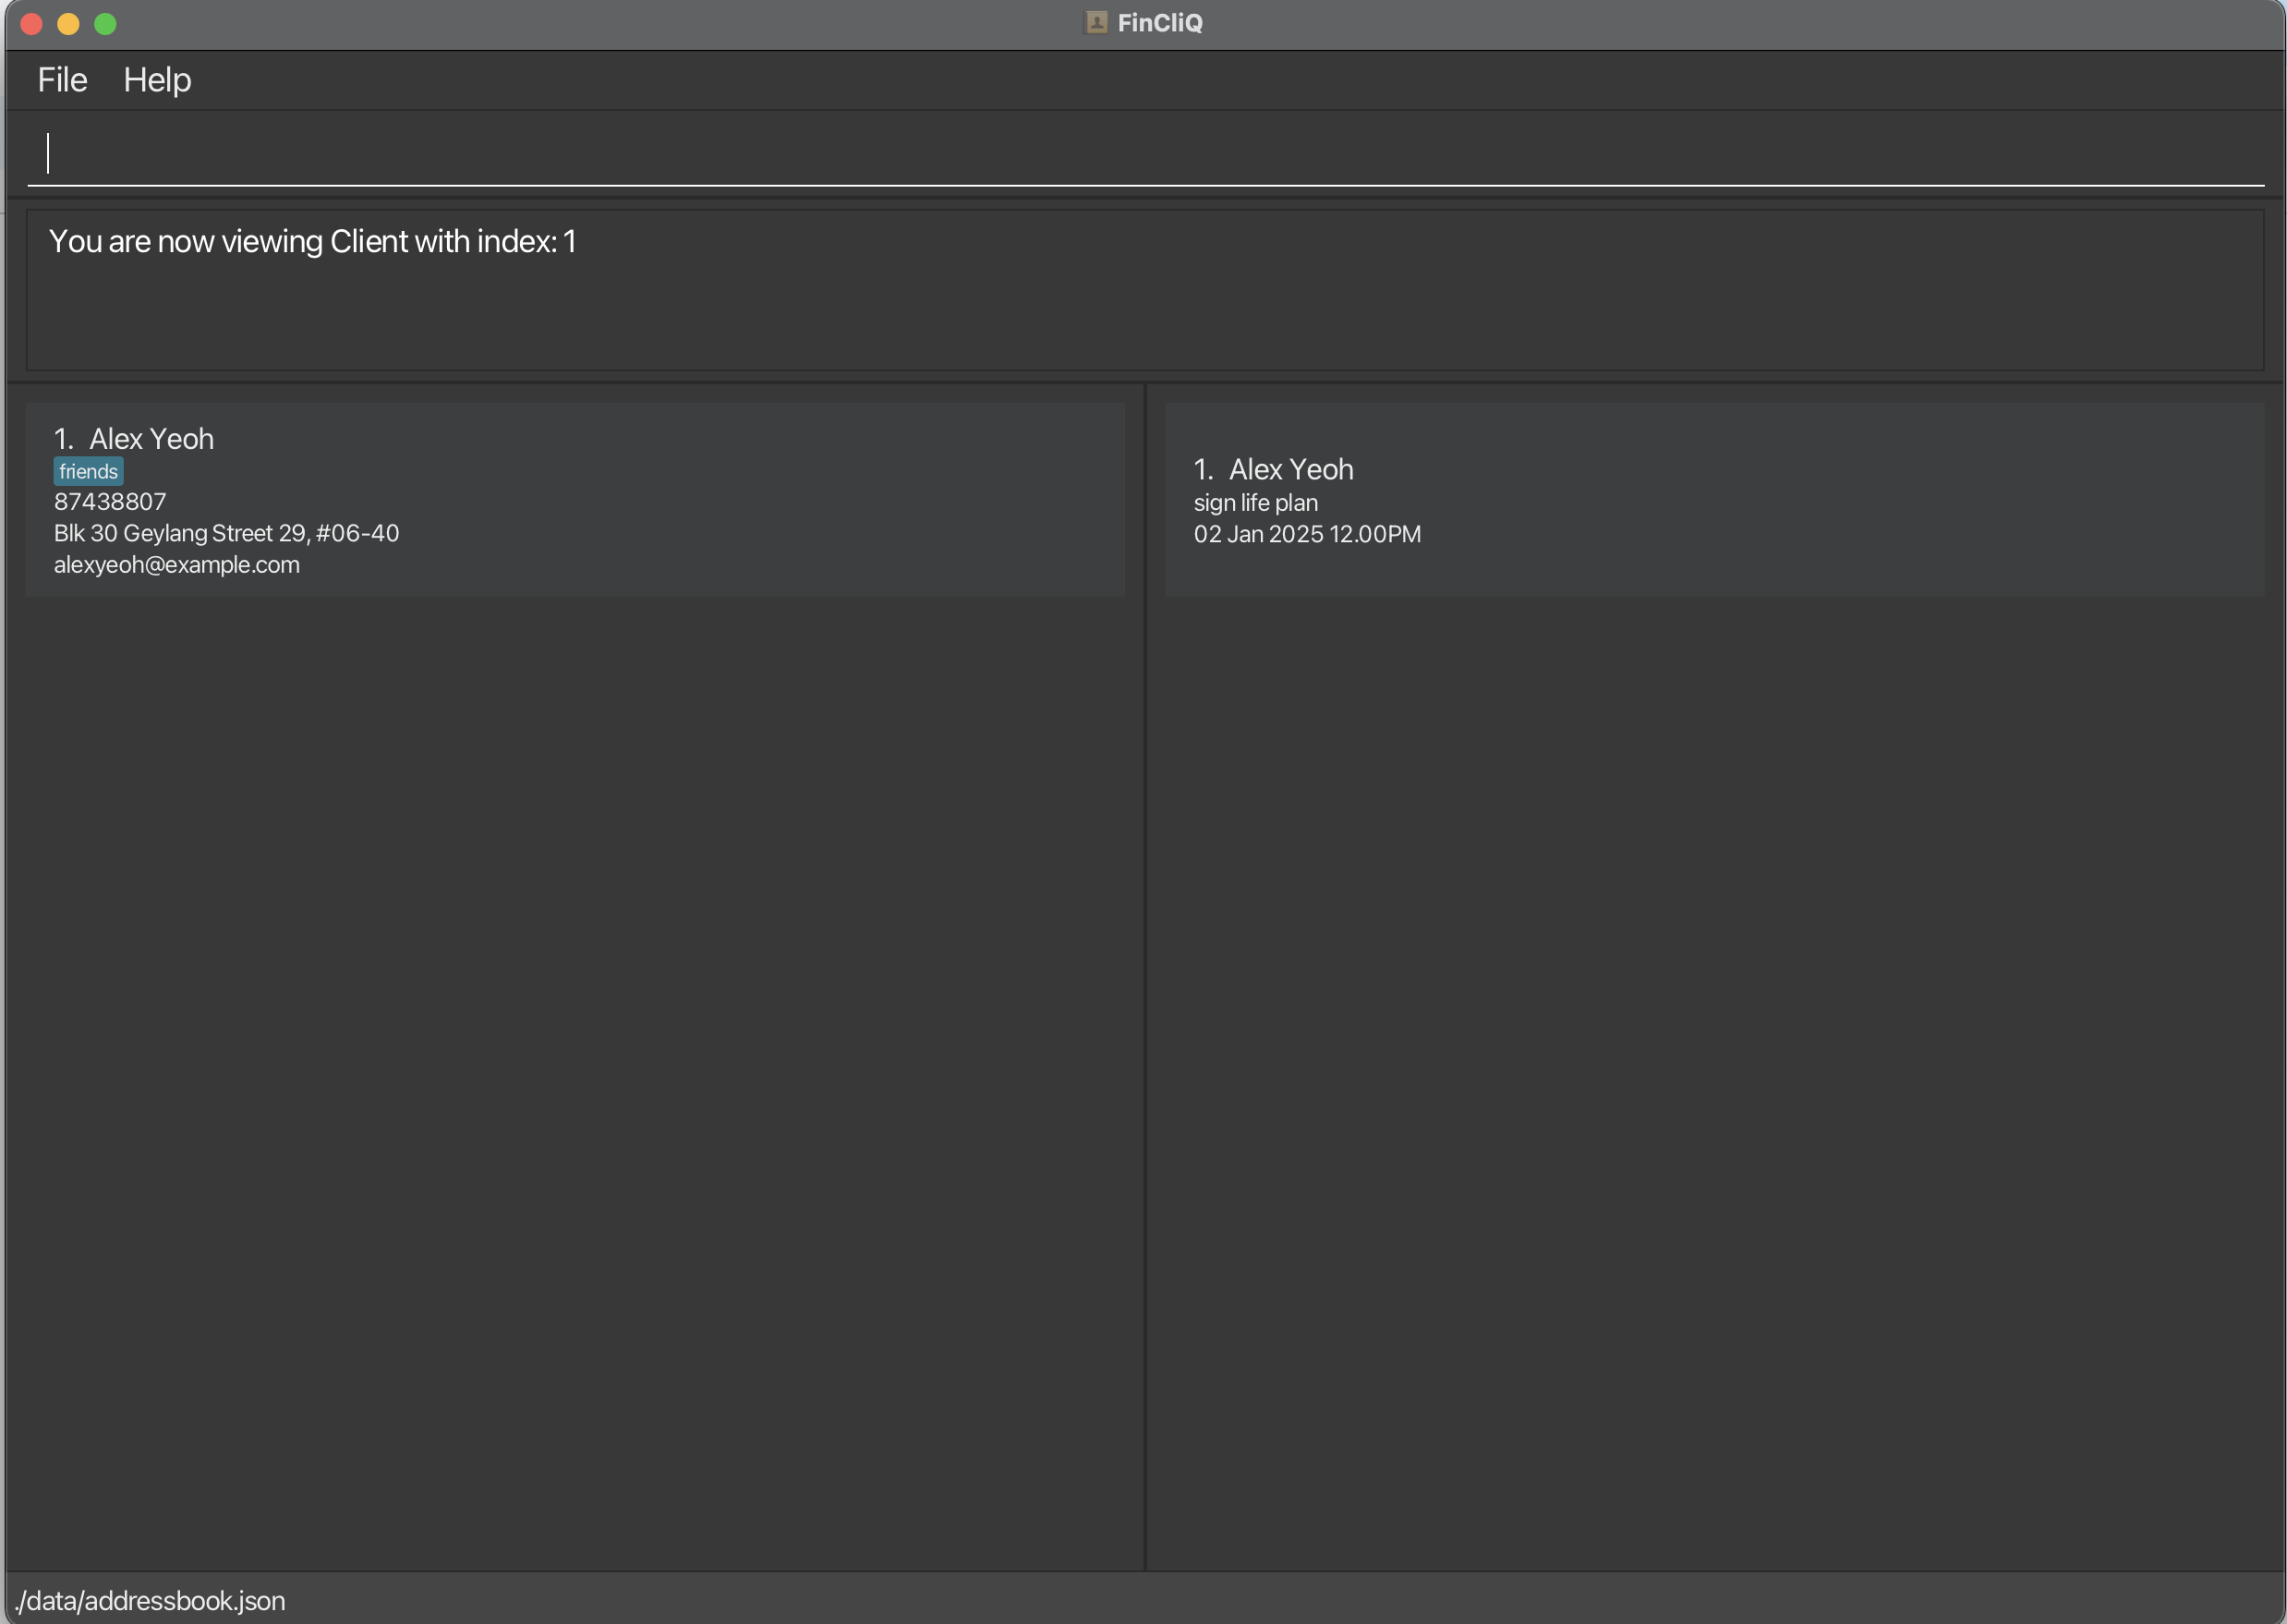 FinCliQ
File Help
You are now viewing Client with index: 1
1. Alex Yeoh
friends
87438807
Blk 30 Geylang Street 29, #06-40
alexyeoh@example.com
1. Alex Yeoh
sign life plan
02 Jan 2025 12.00PM
./data/addressbook.json